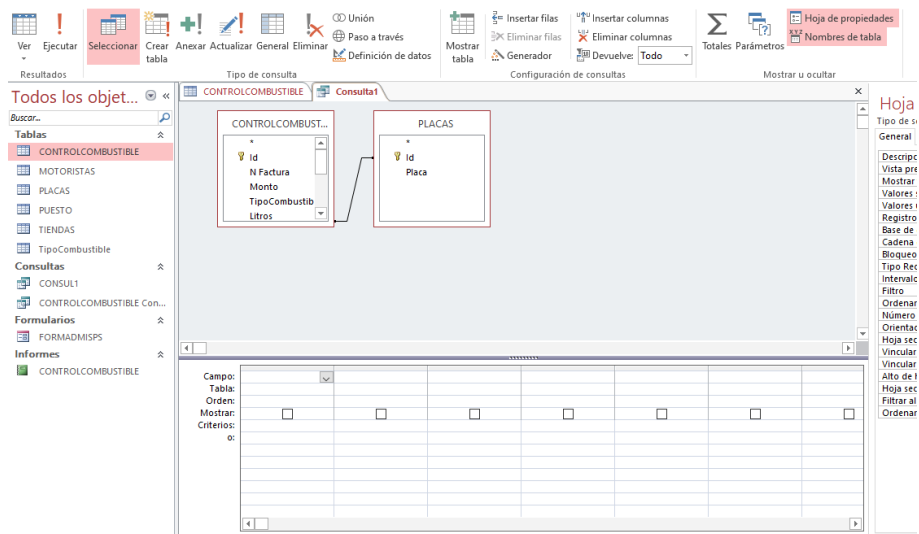 Ver
Ejecutar
Seleccionar
Crear tabla
Anexar
Actualizar
General
Eliminar
Unión
Paso a través
Definición de datos
Mostrar tabla
Insertar filas
Eliminar filas
Generador
Insertar columnas
Eliminar columnas
Devuelve: Todo
Totales
Parámetros
Hoja de propiedades
XYZ Nombres de tabla
Resultados
Tipo de consulta
Configuración de consultas
Mostrar u ocultar
Todos los objet... «
Buscar...
Tablas
CONTROLCOMBUSTIBLE
MOTORISTAS
PLACAS
PUESTO
TIENDAS
TipoCombustible
Consultas
CONSUL1
CONTROLCOMBUSTIBLE Con...
Formularios
FORMADMISPS
Informes
CONTROLCOMBUSTIBLE
CONTROLCOMBUSTIBLE
Consulta1
CONTROLCOMBUST...
*
Id
N Factura
Monto
TipoCombustib
Litros
PLACAS
*
Id
Placa
Campo:
Tabla:
Orden:
Mostrar:
Criterios:
o:
Hoja
Tipo de s
General
Descripc
Vista pre
Mostrar
Valores s
Valores
Registro
Base de
Cadena
Bloqueo
Tipo Rec
Intervalo
Filtro
Ordenar
Número
Orientac
Hoja sec
Vincular
Vincular
Alto de
Hoja sec
Filtrar al
Ordenar